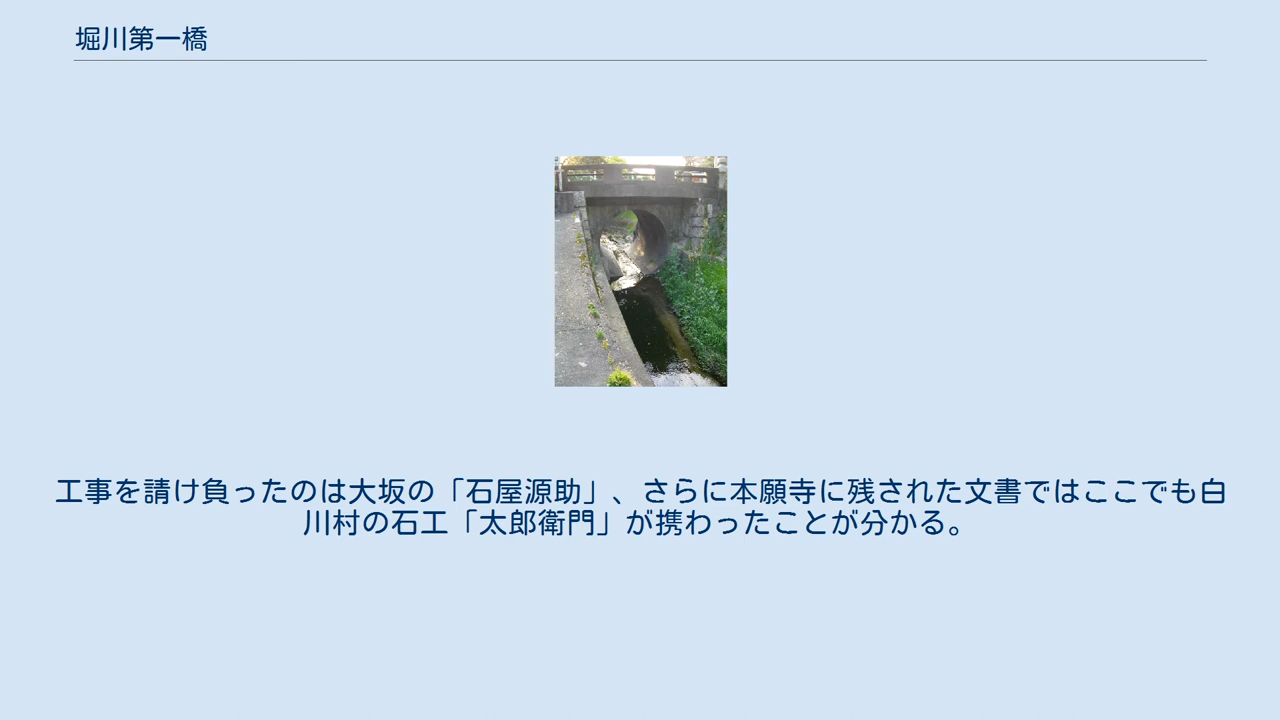 堀川第一橋
工事を請け負ったのは大坂の「石屋源助」、さらに本願寺に残された文書ではここでも白
川村の石工「太郎衛門」が携わったことが分かる。